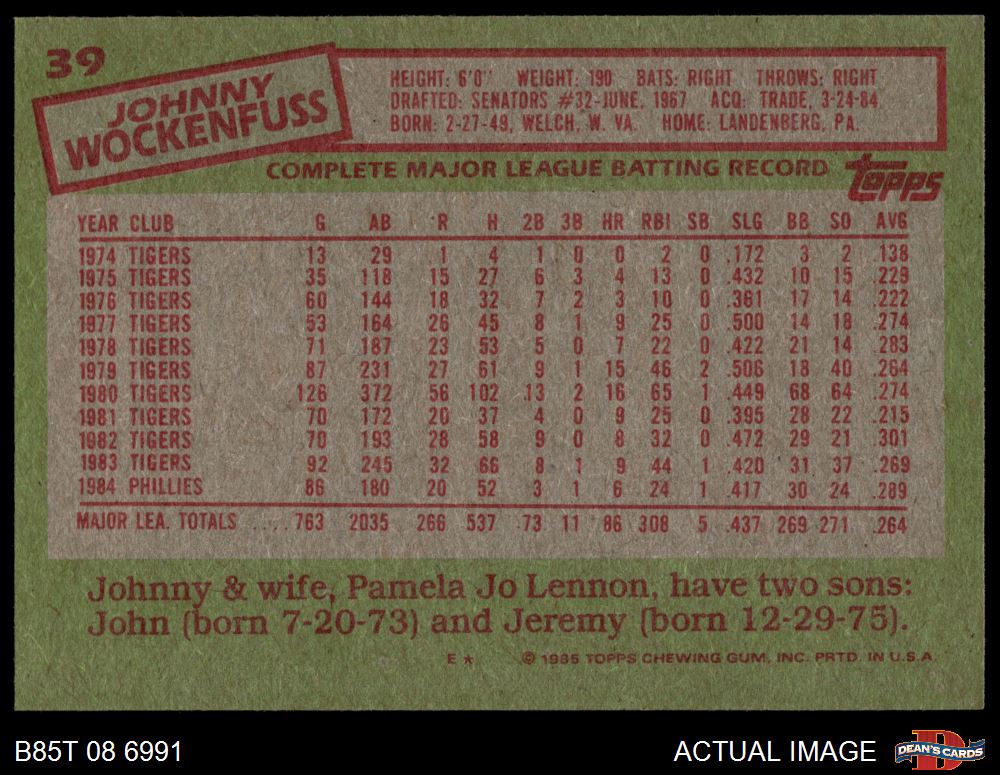 39
JOHNNY
WOCKENFUSS
HEIGHT: 6'0" WEIGHT: 190 BATS: RIGHT THROWS: RIGHT
DRAFTED: SENATORS #32-JUNE, 1967 ACQ: TRADE, 3-24-84
BORN: 2-27-49, WELCH, W. VA. HOME: LANDENBERG, PA.
COMPLETE MAJOR LEAGUE BATTING RECORD
topps
YEAR CLUB G AB R H 2B 3B HR RBI SB SLG BB SO AVG
1974 TIGERS 13 29 1 4 1 0 0 2 0 .172 3 2 .138
1975 TIGERS 35 118 15 27 6 3 4 13 0 .432 10 15 .229
1976 TIGERS 60 144 18 32 7 2 3 10 0 .361 17 14 .222
1977 TIGERS 53 164 26 45 8 1 9 25 0 .500 14 18 .274
1978 TIGERS 71 187 23 53 5 0 7 22 0 .422 21 14 .283
1979 TIGERS 87 231 27 61 9 1 15 46 2 .506 18 40 .264
1980 TIGERS 126 372 56 102 13 2 16 65 1 .449 68 64 .274
1981 TIGERS 70 172 20 37 4 0 9 25 0 .395 28 22 .215
1982 TIGERS 70 193 28 58 9 0 8 32 0 .472 29 21 .301
1983 TIGERS 92 245 32 66 8 1 9 44 1 .420 31 37 .269
1984 PHILLIES 86 180 20 52 3 1 6 24 1 .417 30 24 .289
MAJOR LEA. TOTALS ..... 763 2035 266 537 73 11 86 308 5 .437 269 271 .264
Johnny & wife, Pamela Jo Lennon, have two sons:
John (born 7-20-73) and Jeremy (born 12-29-75).
E * © 1985 TOPPS CHEWING GUM, INC. PRTD. IN U.S.A.
B85T 08 6991 ACTUAL IMAGE DEAN'S CARDS